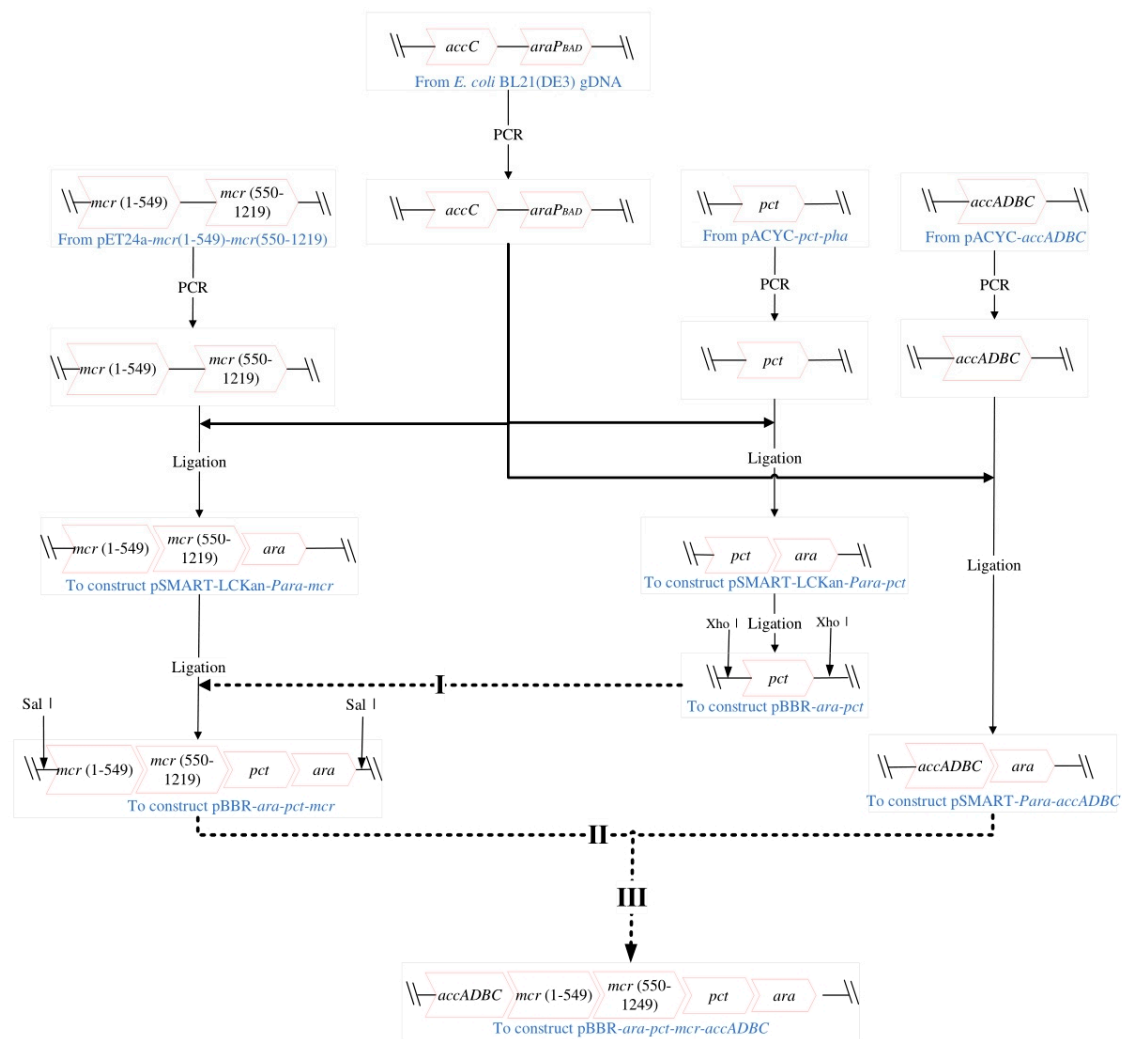 accC araPBAD
From E. coli BL21(DE3) gDNA
PCR
mcr (1-549) mcr (550-
1219)
From pET24a-mcr(1-549)-mcr(550-1219)
accC araPBAD
pct
From pACYC-pct-pha
accADBC
From pACYC-accADBC
PCR
PCR
PCR
mcr (1-549) mcr (550-
1219)
pct
accADBC
Ligation
Ligation
mcr (1-549) mcr (550-
1219) ara
To construct pSMART-LCKan-Para-mcr
pct ara
To construct pSMART-LCKan-Para-pct
Ligation
Xho I Ligation Xho I
Ligation
I
pct
To construct pBBR-ara-pct
Sal I Sal I
mcr (1-549) mcr (550-
1219) pct ara
To construct pBBR-ara-pct-mcr
accADBC ara
To construct pSMART-Para-accADBC
II
III
accADBC mcr (1-549) mcr (550-
1249) pct ara
To construct pBBR-ara-pct-mcr-accADBC